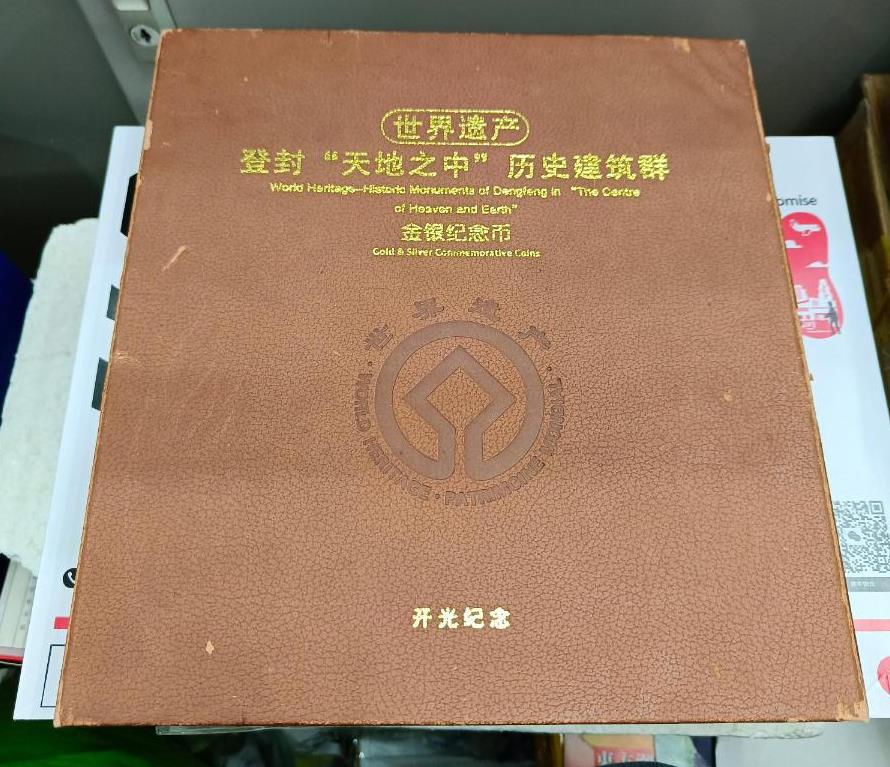 世界遗产
登封“天地之中”历史建筑群
World Heritage—Historic Monuments of Dengfeng in “The Centre
of Heaven and Earth”
金银纪念币
Gold & Silver Commemorative Coins
世界遗产
WORLD HERITAGE · PATRIMOINE MONDIAL
开光纪念
omise